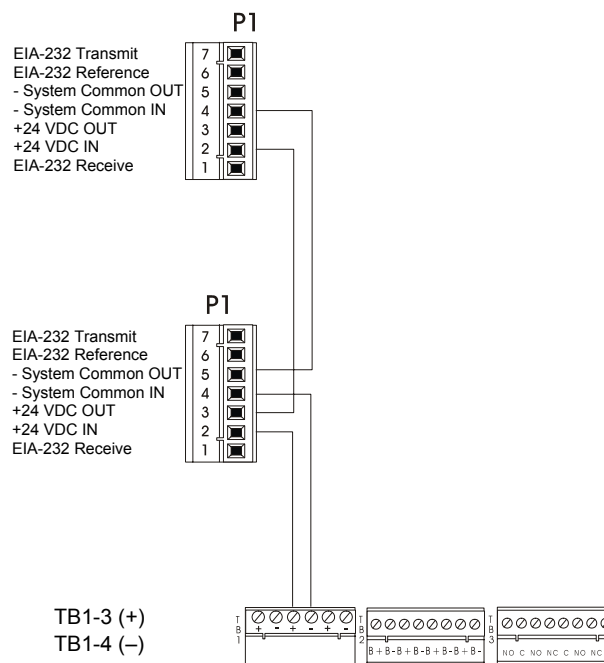 P1
EIA-232 Transmit 7
EIA-232 Reference 6
- System Common OUT 5
- System Common IN 4
+24 VDC OUT 3
+24 VDC IN 2
EIA-232 Receive 1
P1
EIA-232 Transmit 7
EIA-232 Reference 6
- System Common OUT 5
- System Common IN 4
+24 VDC OUT 3
+24 VDC IN 2
EIA-232 Receive 1
TB1-3 (+)
TB1-4 (–)
TB1
+ - + - + -
TB2
B+ B- B+ B- B+ B- B+ B-
TB3
NO C NO NC C NO NC